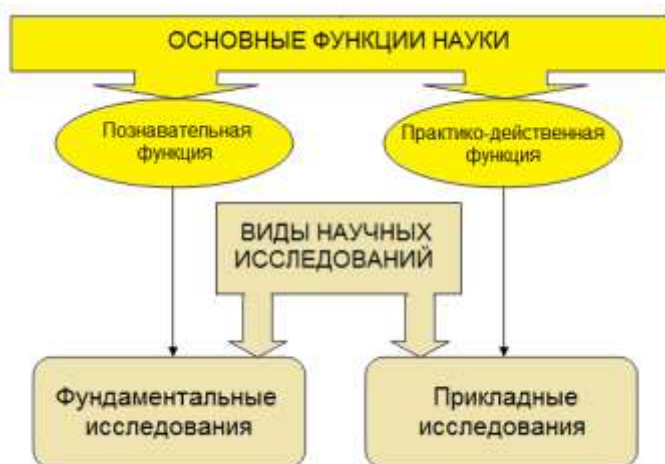 ОСНОВНЫЕ ФУНКЦИИ НАУКИ
Познавательная
функция
Практико-действенная
функция
ВИДЫ НАУЧНЫХ
ИССЛЕДОВАНИЙ
Фундаментальные
исследования
Прикладные
исследования